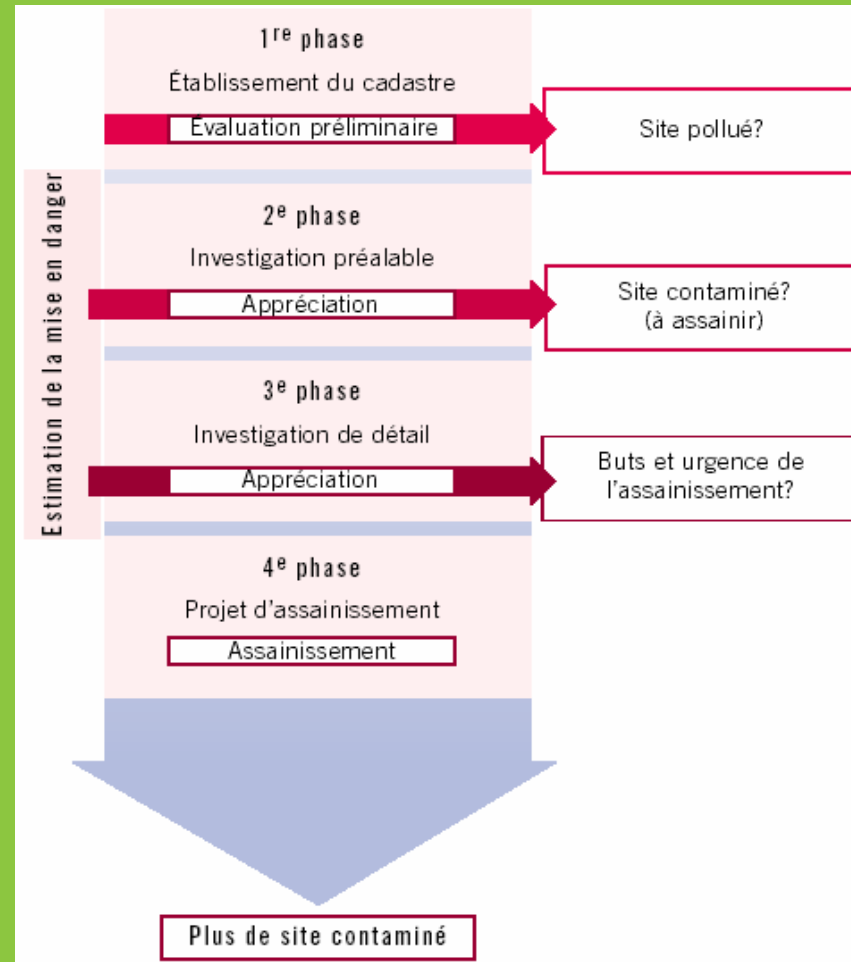 1re phase
Établissement du cadastre
Évaluation préliminaire
Site pollué?
Estimation de la mise en danger
2e phase
Investigation préalable
Appréciation
Site contaminé?
(à assainir)
3e phase
Investigation de détail
Appréciation
Buts et urgence de
l'assainissement?
4e phase
Projet d'assainissement
Assainissement
Plus de site contaminé